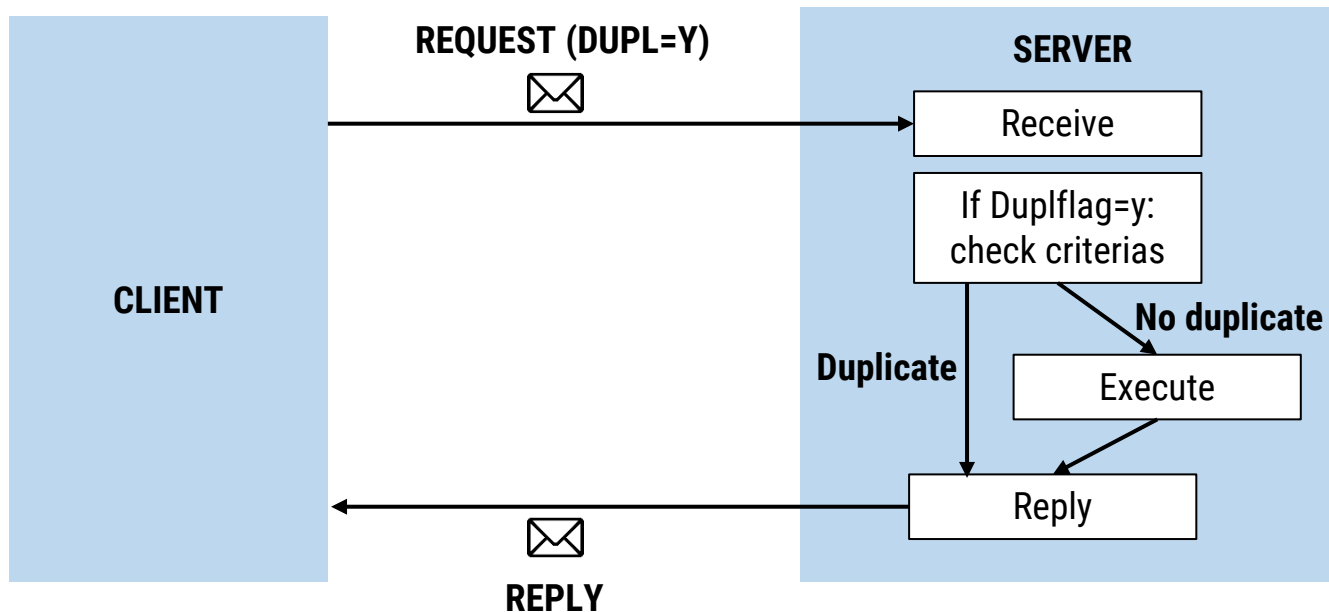 REQUEST (DUPL=Y)
SERVER
Receive
If Duplflag=y:
check criterias
CLIENT
No duplicate
Duplicate
Execute
Reply
REPLY